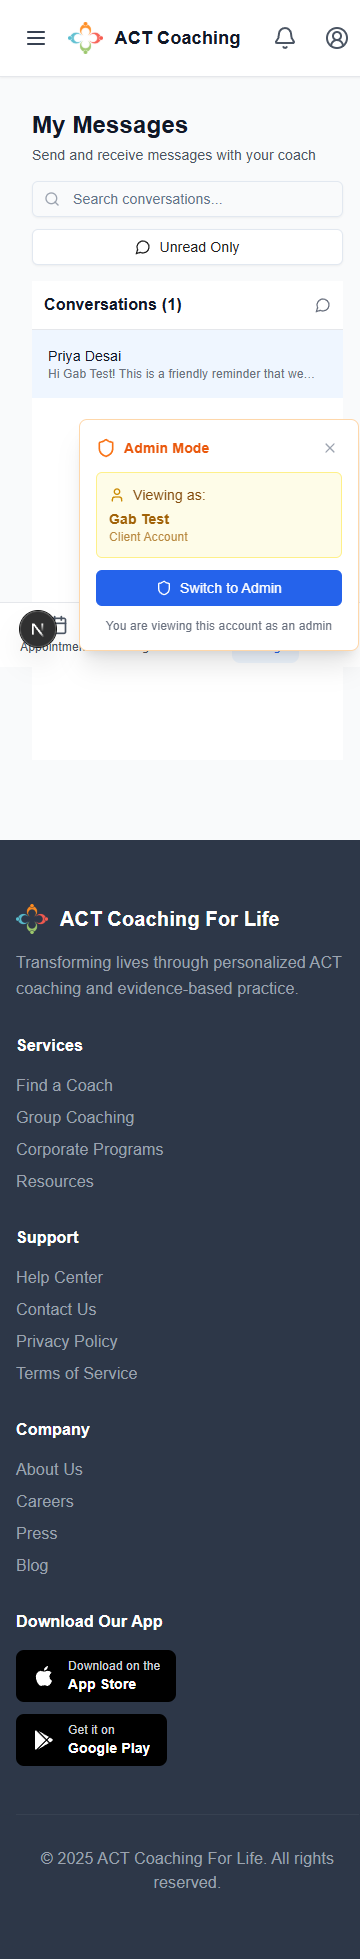 ACT Coaching
My Messages
Send and receive messages with your coach
Search conversations...
Unread Only
Conversations (1)
Priya Desai
Hi Gab Test! This is a friendly reminder that we...
Admin Mode
Viewing as:
Gab Test
Client Account
Switch to Admin
You are viewing this account as an admin
N
ACT Coaching For Life
Transforming lives through personalized ACT
coaching and evidence-based practice.
Services
Find a Coach
Group Coaching
Corporate Programs
Resources
Support
Help Center
Contact Us
Privacy Policy
Terms of Service
Company
About Us
Careers
Press
Blog
Download Our App
Download on the
App Store
Get it on
Google Play
© 2025 ACT Coaching For Life. All rights
reserved.